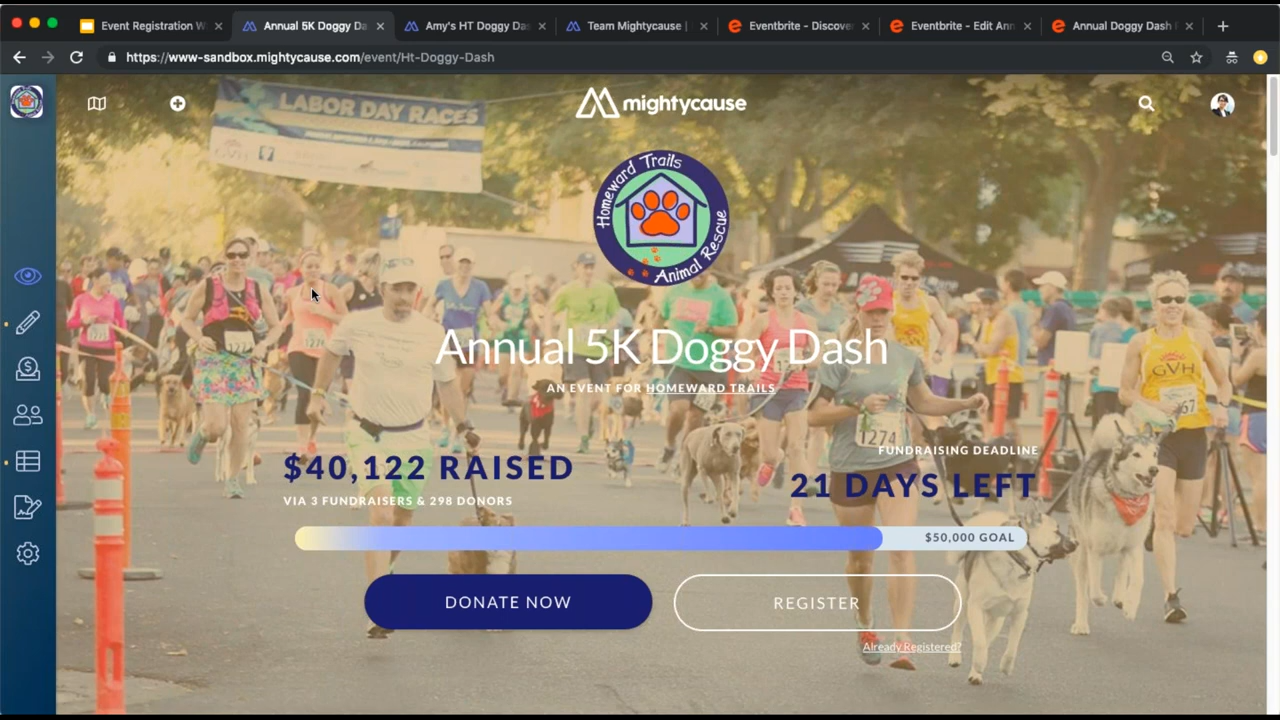 Event Registration W
Annual 5K Doggy Da
Amy's HT Doggy Das
Team Mightycause |
Eventbrite - Discove
Eventbrite - Edit Ann
Annual Doggy Dash
https://www-sandbox.mightycause.com/event/Ht-Doggy-Dash
LABOR DAY RACES
GVH
mightycause
Homeward Trails
Animal Rescue
Annual 5K Doggy Dash
AN EVENT FOR HOMEWARD TRAILS
GVH
1274
$40,122 RAISED
VIA 3 FUNDRAISERS & 298 DONORS
FUNDRAISING DEADLINE
21 DAYS LEFT
$50,000 GOAL
DONATE NOW
REGISTER
Already Registered?